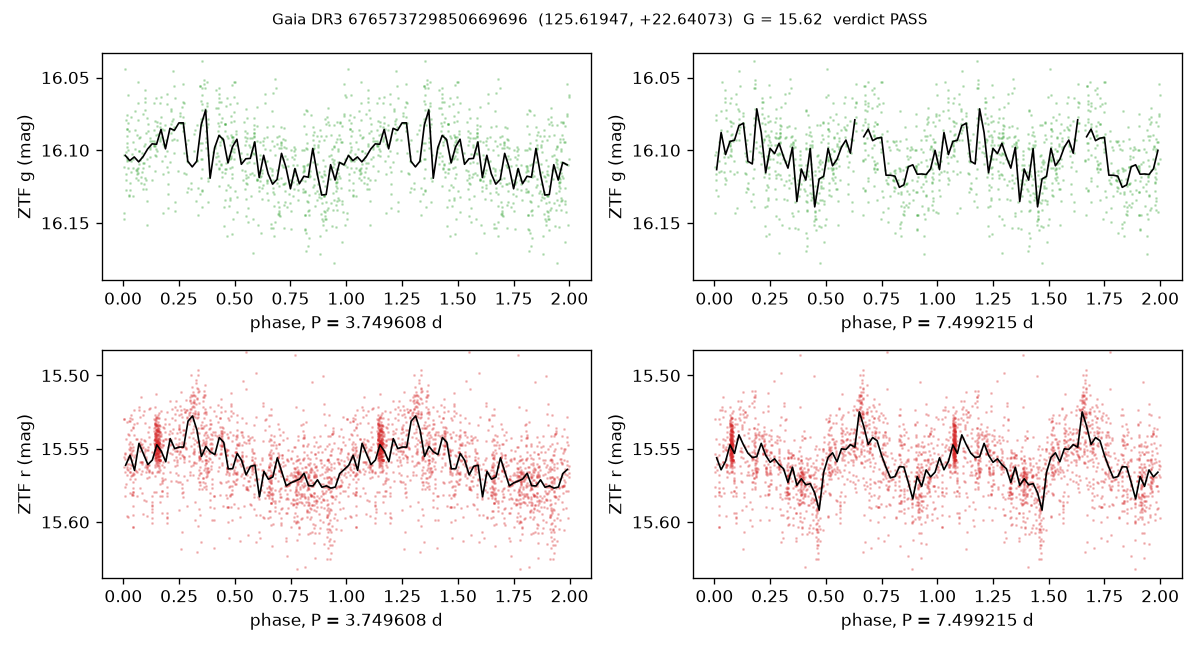 Gaia DR3 676573729850669696 (125.61947, +22.64073) G = 15.62 verdict PASS
ZTF g (mag)
16.05
16.10
16.15
0.00 0.25 0.50 0.75 1.00 1.25 1.50 1.75 2.00
phase, P = 3.749608 d
ZTF g (mag)
16.05
16.10
16.15
0.00 0.25 0.50 0.75 1.00 1.25 1.50 1.75 2.00
phase, P = 7.499215 d
ZTF r (mag)
15.50
15.55
15.60
0.00 0.25 0.50 0.75 1.00 1.25 1.50 1.75 2.00
phase, P = 3.749608 d
ZTF r (mag)
15.50
15.55
15.60
0.00 0.25 0.50 0.75 1.00 1.25 1.50 1.75 2.00
phase, P = 7.499215 d